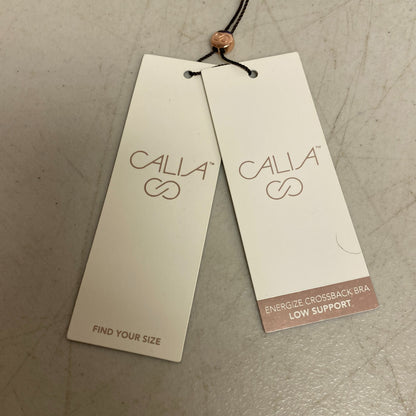 CALIA™
FIND YOUR SIZE
CALIA™
ENERGIZE CROSSBACK BRA
LOW SUPPORT